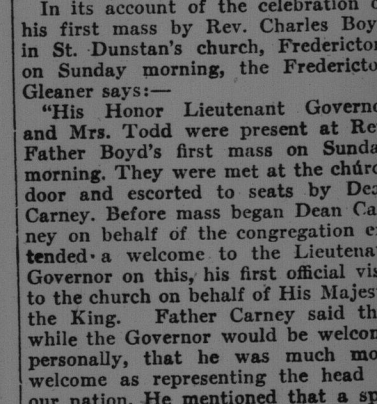 In its account of the celebration
his first mass by Rev. Charles Boy
in St. Dunstan's church, Frederictor
on Sunday morning, the Fredericto
Gleaner says:—
"His Honor Lieutenant Governo
and Mrs. Todd were present at Re
Father Boyd's first mass on Sunda
morning. They were met at the churc
door and escorted to seats by Dea
Carney. Before mass began Dean Ca
ney on behalf of the congregation e
tended a welcome to the Lieutena
Governor on this, his first official vis
to the church on behalf of His Majes
the King. Father Carney said th
while the Governor would be welcom
personally, that he was much mo
welcome as representing the head
our nation. He mentioned that a sp